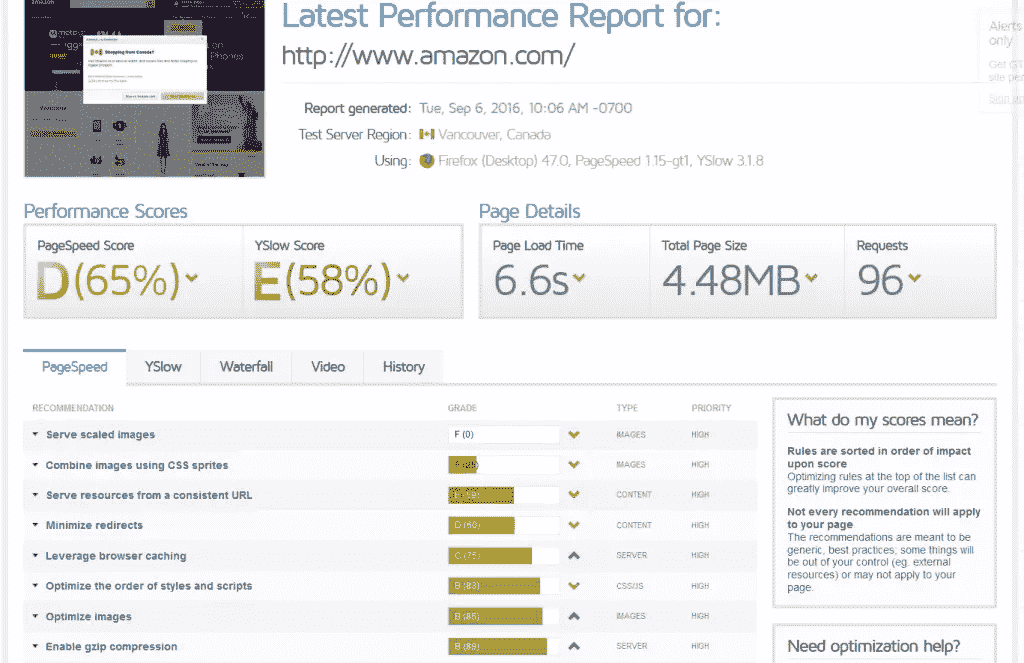 amazon
Shopping from Canada?
Latest Performance Report for:
http://www.amazon.com/
Alerts
only
Report generated: Tue, Sep 6, 2016, 10:06 AM -0700
Test Server Region: Vancouver, Canada
Using: Firefox (Desktop) 47.0, PageSpeed 1.15-gt1, YSlow 3.1.8
Performance Scores
PageSpeed Score
D(65%)
YSlow Score
E(58%)
Page Details
Page Load Time
6.6s
Total Page Size
4.48MB
Requests
96
PageSpeed YSlow Waterfall Video History
RECOMMENDATION GRADE TYPE PRIORITY
Serve scaled images F (0) IMAGES HIGH
Combine images using CSS sprites IMAGES HIGH
Serve resources from a consistent URL CONTENT HIGH
Minimize redirects D (60) CONTENT HIGH
Leverage browser caching C (75) SERVER HIGH
Optimize the order of styles and scripts B (83) CSS/JS HIGH
Optimize images B (85) IMAGES HIGH
Enable gzip compression B (89) SERVER HIGH
What do my scores mean?
Rules are sorted in order of impact
upon score
Optimizing rules at the top of the list can
greatly improve your overall score.
Not every recommendation will apply
to your page
The recommendations are meant to be
generic, best practices; some things will
be out of your control (eg. external
resources) or may not apply to your
page.
Need optimization help?